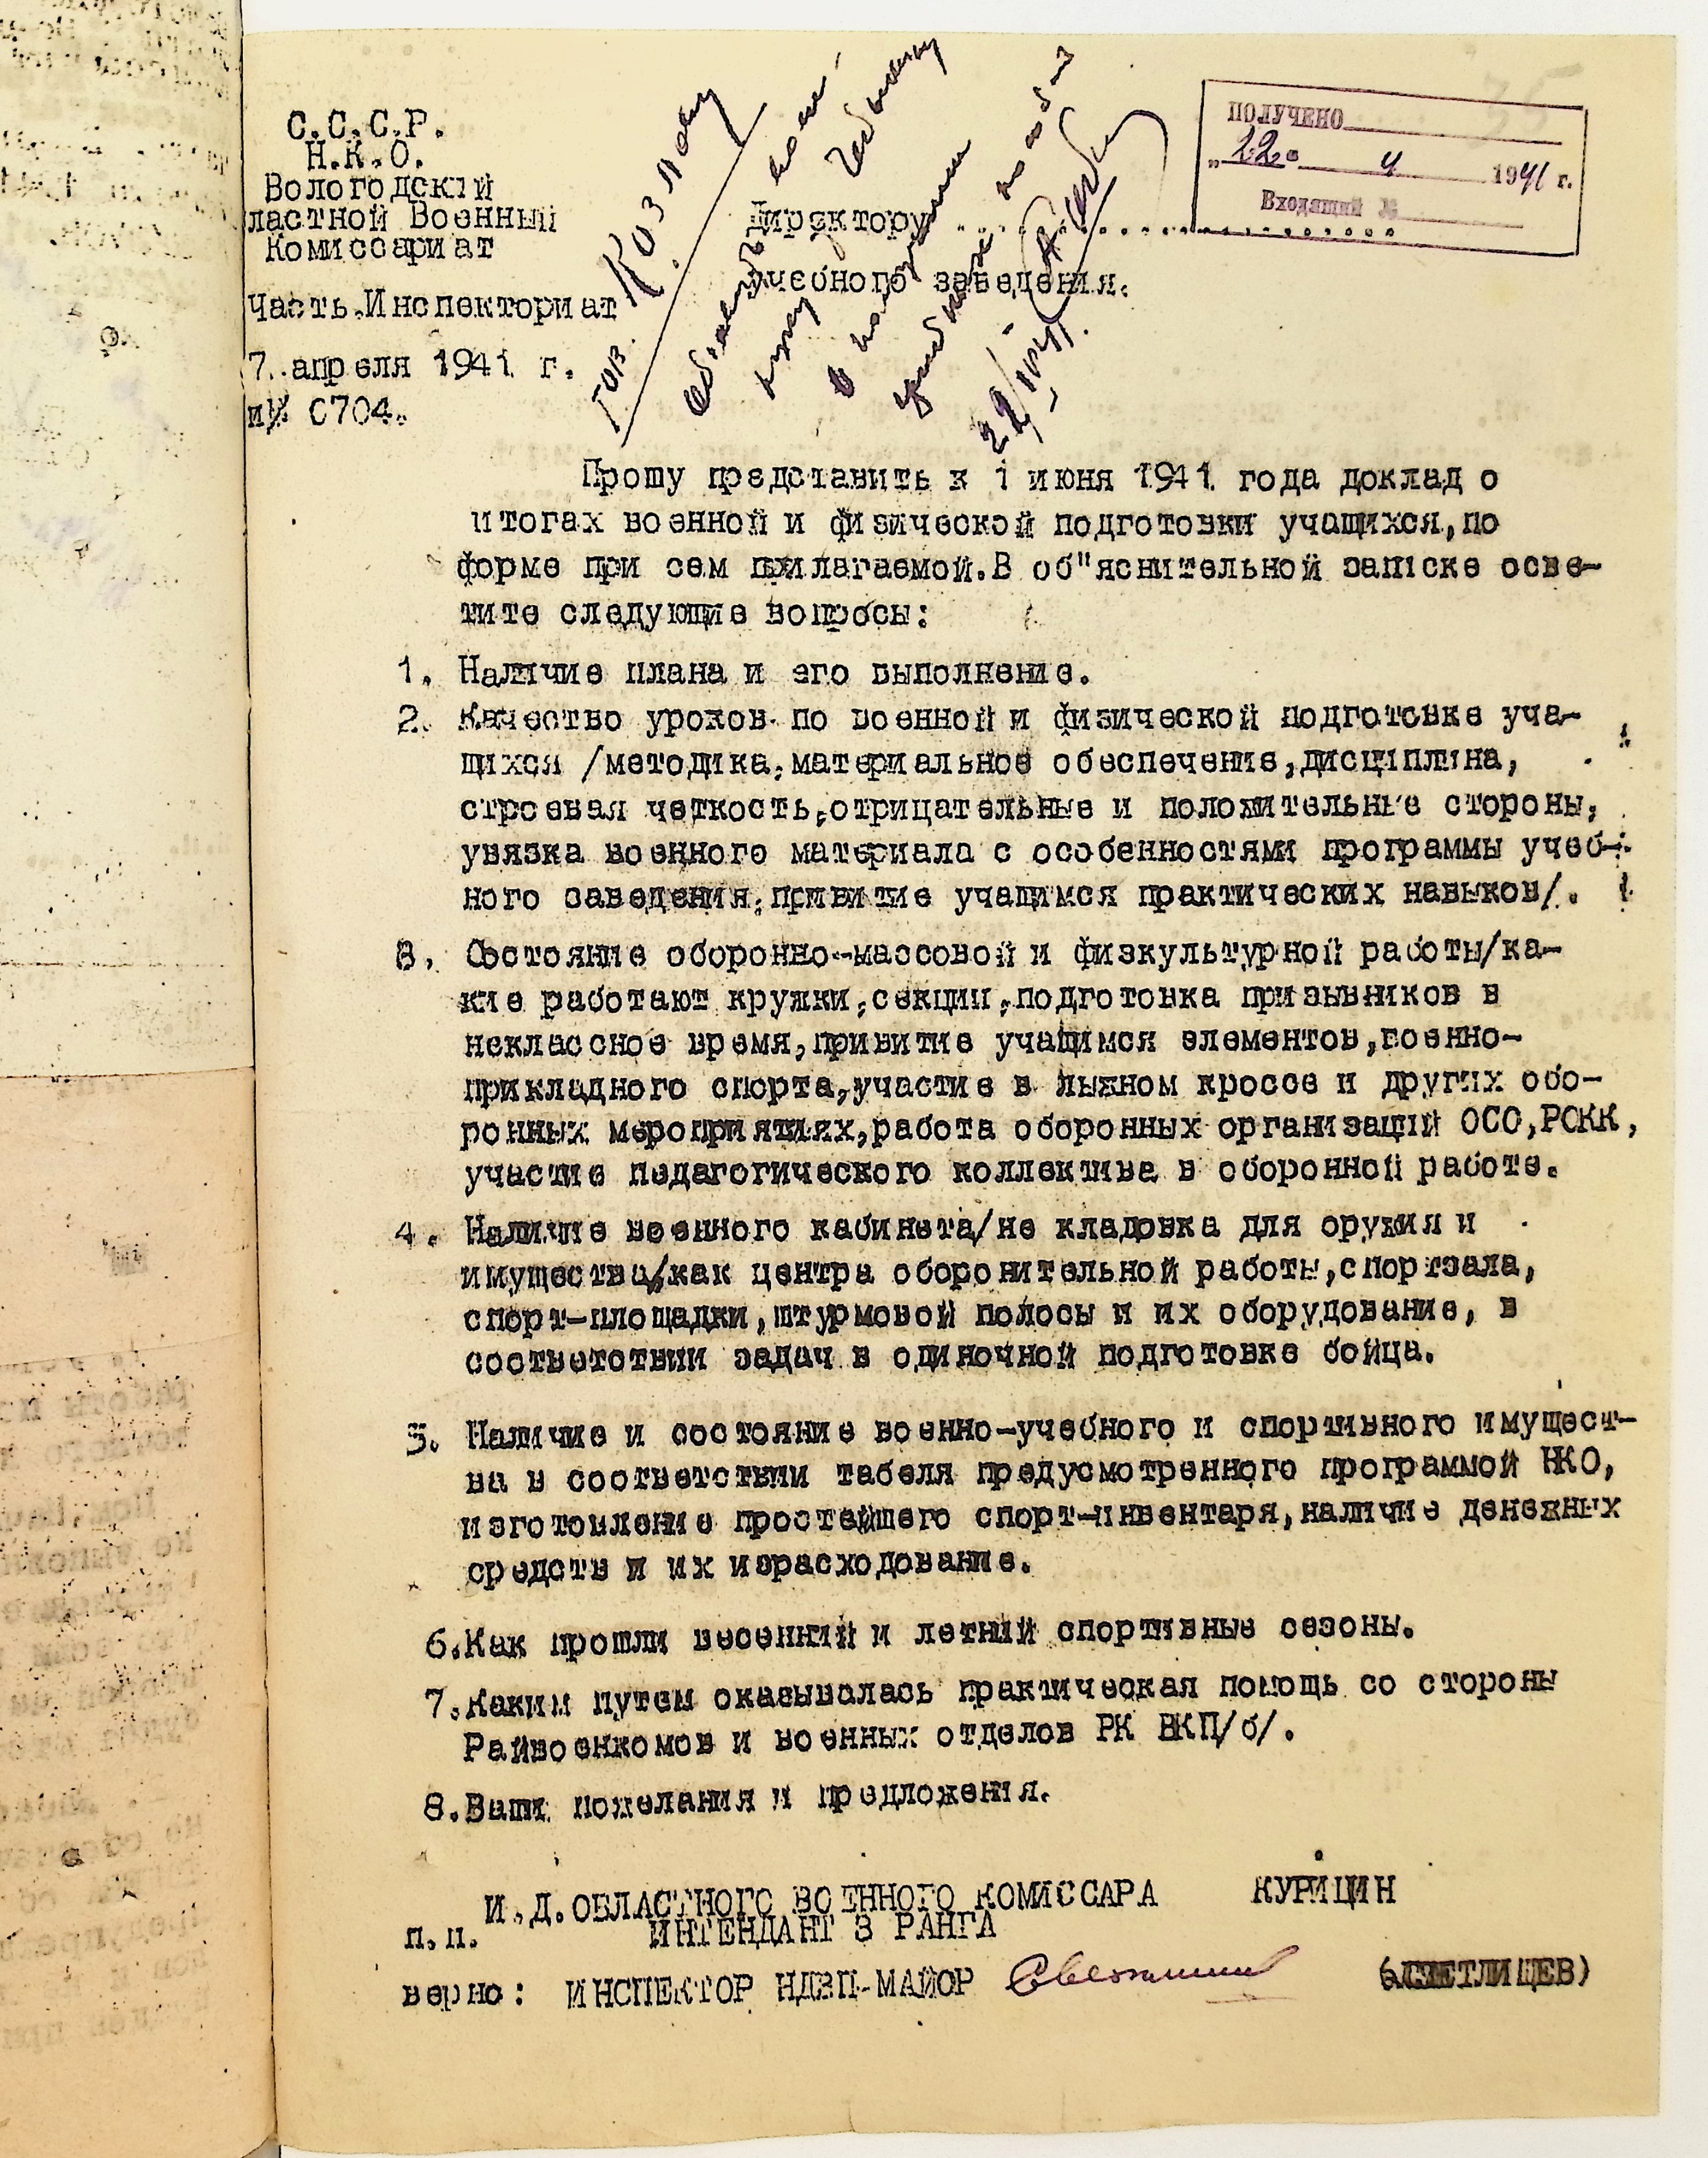 С.С.С.Р.
Н.К.О.
Вологодский
ластной Военный
Комиссариат
Часть.Инспекториат
7. апреля 1941 г.
и№ 0704.
ПОЛУЧЕНО
„22" 4 1941 г.
Входящий №
Директору
учебного заведения.
Тов. Козлову
22/IV 41.
Прошу представить к 1 июня 1941 года доклад о
итогах военной и физической подготовки учащихся,по
форме при сем прилагаемой.В об"яснительной записке осве-
тите следующие вопросы:
1. Наличие плана и его выполнение.
2. Качество уроков по военной и физической подготовке уча-
щихся /методика,материальное обеспечение,дисциплина,
строевая четкость,отрицательные и положительные стороны,
увязка военного материала с особенностями программы учеб-
ного заведения,привитие учащимся практических навыков/.
3. Состояние оборонно-массовой и физкультурной работы/ка-
кие работают кружки,секции,подготовка призывников в
неклассное время,привитие учащимся элементов,военно-
прикладного спорта,участие в лыжном кроссе и других обо-
ронных мероприятиях,работа оборонных организаций ОСО,РОКК,
участие педагогического коллектива в оборонной работе.
4. Наличие военного кабинета/не кладовка для оружия и
имущества/как центра оборонительной работы,спортзала,
спорт-площадки,штурмовой полосы и их оборудование, в
соответствии задач в одиночной подготовке бойца.
5. Наличие и состояние военно-учебного и спортивного имущест-
ва в соответствии табеля предусмотренного программой НКО,
изготовление простейшего спорт-инвентаря,наличие денежных
средств и их израсходование.
6.Как прошли весенний и летний спортивные сезоны.
7.Каким путем оказывалась практическая помощь со стороны
Райвоенкомов и военных отделов РК ВКП/б/.
8.Ваши пожелания и предложения.
И.Д.ОБЛАСТНОГО ВОЕННОГО КОМИССАРА КУРИЦИН
п.п. ИНТЕНДАНТ 3 РАНГА
верно: ИНСПЕКТОР НДВП-МАЙОР (СВЕТЛИЩЕВ)